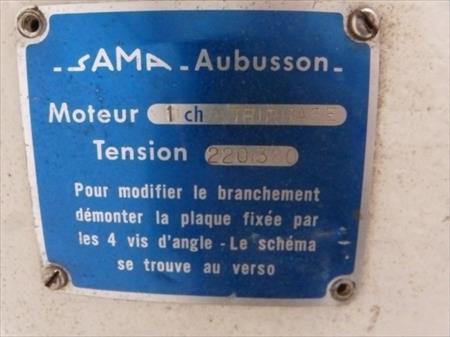 SAMA - Aubusson
Moteur 1 ch
Tension 220/380
Pour modifier le branchement
démonter la plaque fixée par
les 4 vis d'angle - Le schéma
se trouve au verso